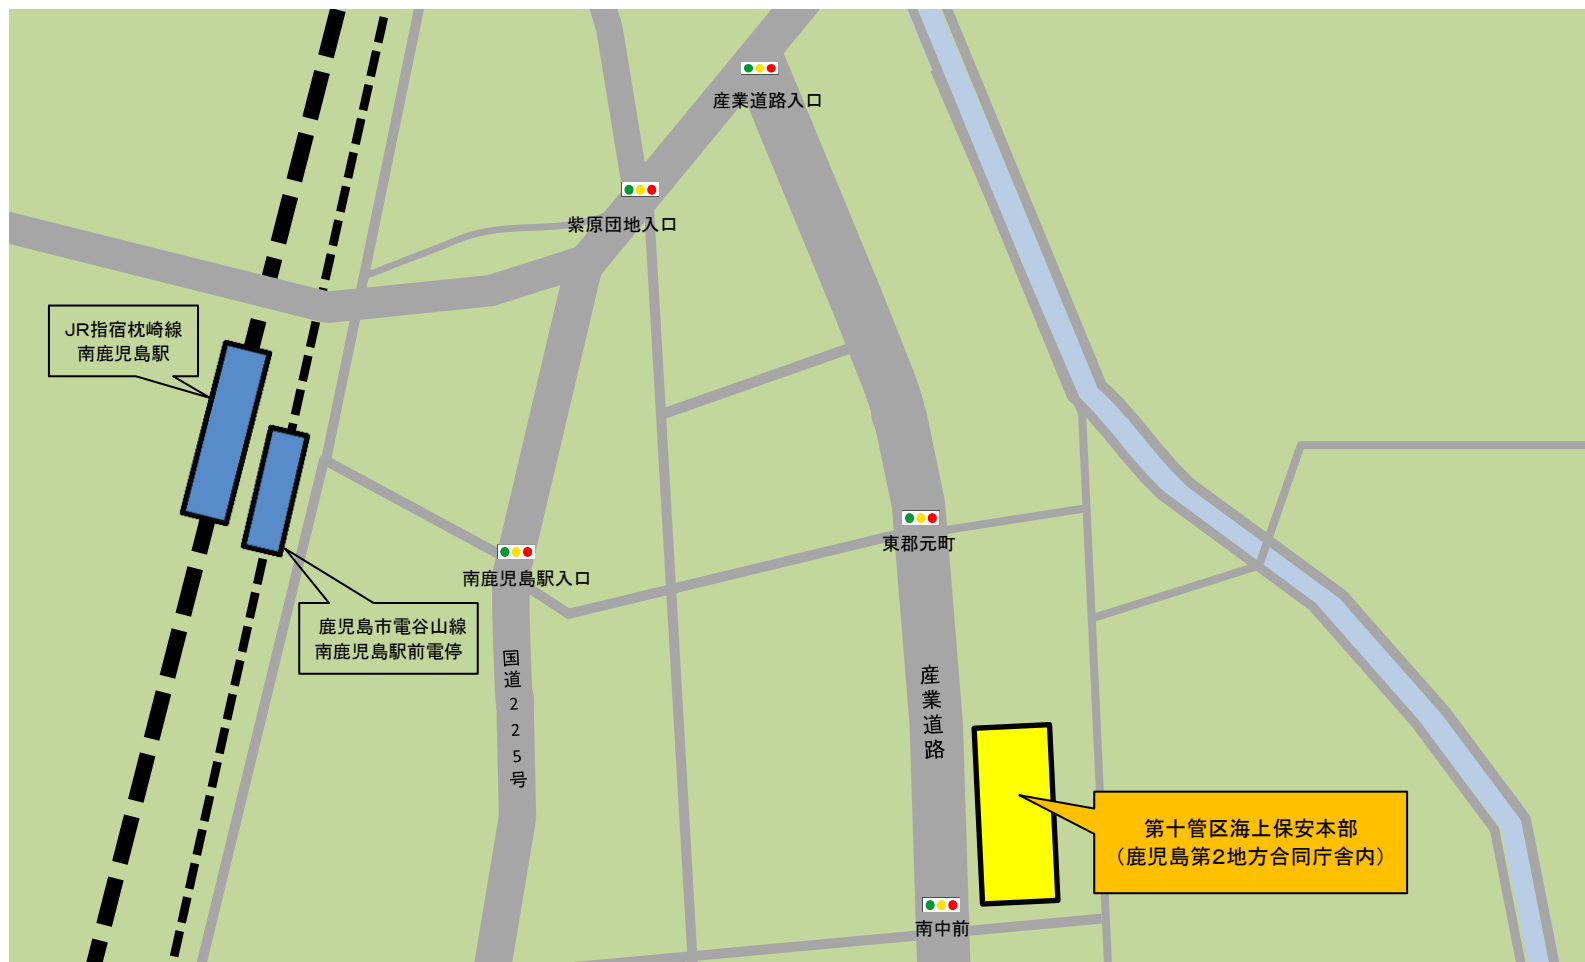 産業道路入口
紫原団地入口
JR指宿枕崎線
南鹿児島駅
東郡元町
南鹿児島駅入口
鹿児島市電谷山線
南鹿児島駅前電停
国道225号
産業道路
第十管区海上保安本部
（鹿児島第2地方合同庁舎内）
南中前